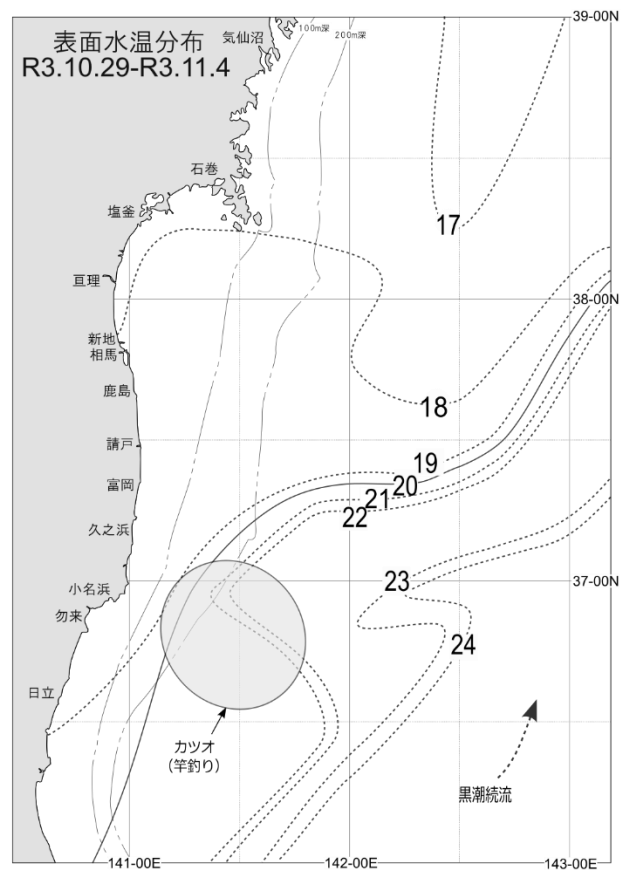 表面水温分布
R3.10.29-R3.11.4
気仙沼
100m深
200m深
39-00N
石巻
塩釜
17
亘理
38-00N
新地
相馬
鹿島
18
請戸
19
富岡
20
21
22
久之浜
37-00N
小名浜
23
勿来
24
日立
カツオ
(竿釣り)
黒潮続流
141-00E
142-00E
143-00E